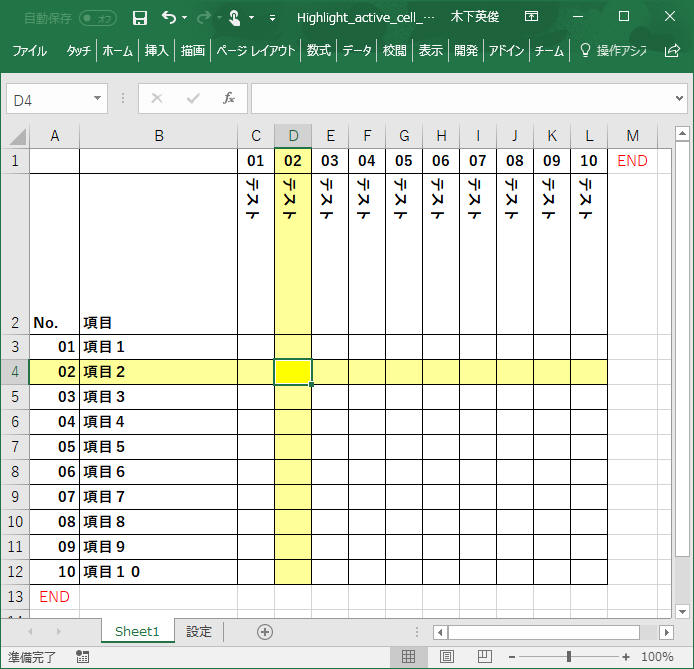 自動保存 オフ Highlight_active_cell_… 木下英俊
ファイル タッチ ホーム 挿入 描画 ページ レイアウト 数式 データ 校閲 表示 開発 アドイン チーム 操作アシス
D4 fx
A B C D E F G H I J K L M
1 01 02 03 04 05 06 07 08 09 10 END
テスト テスト テスト テスト テスト テスト テスト テスト テスト テスト
2 No. 項目
3 01 項目１
4 02 項目２
5 03 項目３
6 04 項目４
7 05 項目５
8 06 項目６
9 07 項目７
10 08 項目８
11 09 項目９
12 10 項目１０
13 END
Sheet1 設定
準備完了 100%